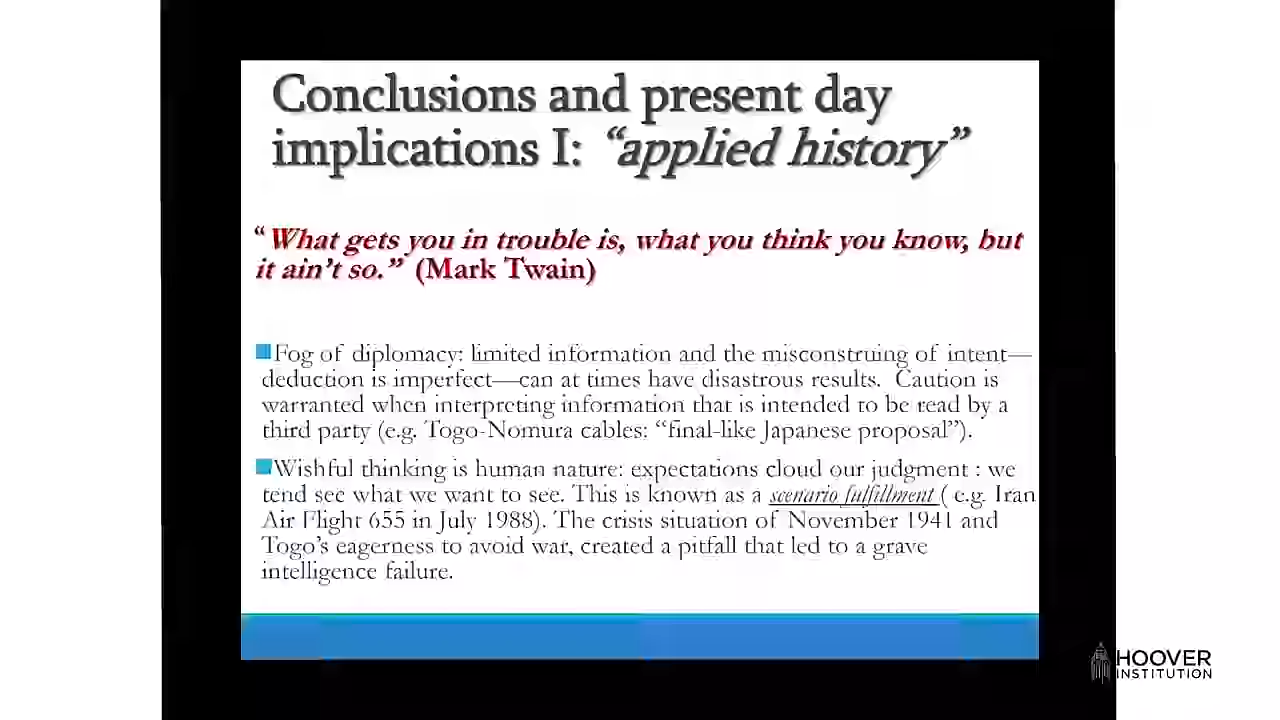 Conclusions and present day
implications I: “applied history”
“What gets you in trouble is, what you think you know, but
it ain’t so.” (Mark Twain)
Fog of diplomacy: limited information and the misconstruing of intent—
deduction is imperfect—can at times have disastrous results. Caution is
warranted when interpreting information that is intended to be read by a
third party (e.g. Togo-Nomura cables: “final-like Japanese proposal”).
Wishful thinking is human nature: expectations cloud our judgment : we
tend see what we want to see. This is known as a scenario fulfillment ( e.g. Iran
Air Flight 655 in July 1988). The crisis situation of November 1941 and
Togo’s eagerness to avoid war, created a pitfall that led to a grave
intelligence failure.
HOOVER
INSTITUTION